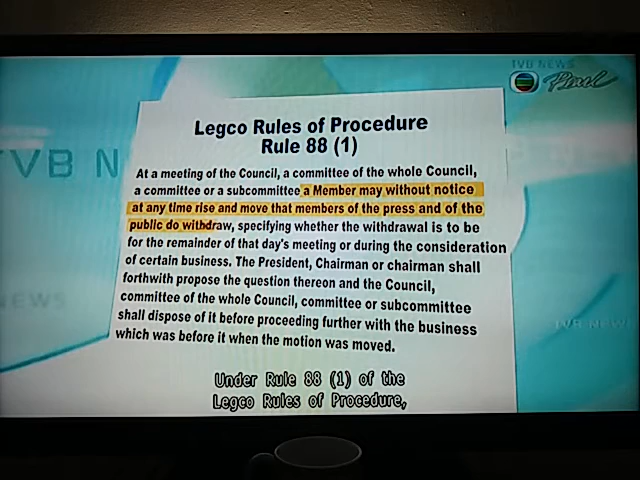 TVB NEWS
Pearl
TVB N
Legco Rules of Procedure
Rule 88 (1)
At a meeting of the Council, a committee of the whole Council,
a committee or a subcommittee a Member may without notice
at any time rise and move that members of the press and of the
public do withdraw, specifying whether the withdrawal is to be
for the remainder of that day's meeting or during the consideration
of certain business. The President, Chairman or chairman shall
forthwith propose the question thereon and the Council,
committee of the whole Council, committee or subcommittee
shall dispose of it before proceeding further with the business
which was before it when the motion was moved.
NEWS
TVB NEWS
Under Rule 88 (1) of the
Legco Rules of Procedure,